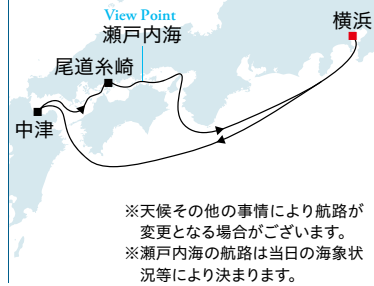 View Point
瀬戸内海
横浜
尾道糸崎
中津
※天候その他の事情により航路が
変更となる場合がございます。
※瀬戸内海の航路は当日の海象状
況等により決まります。